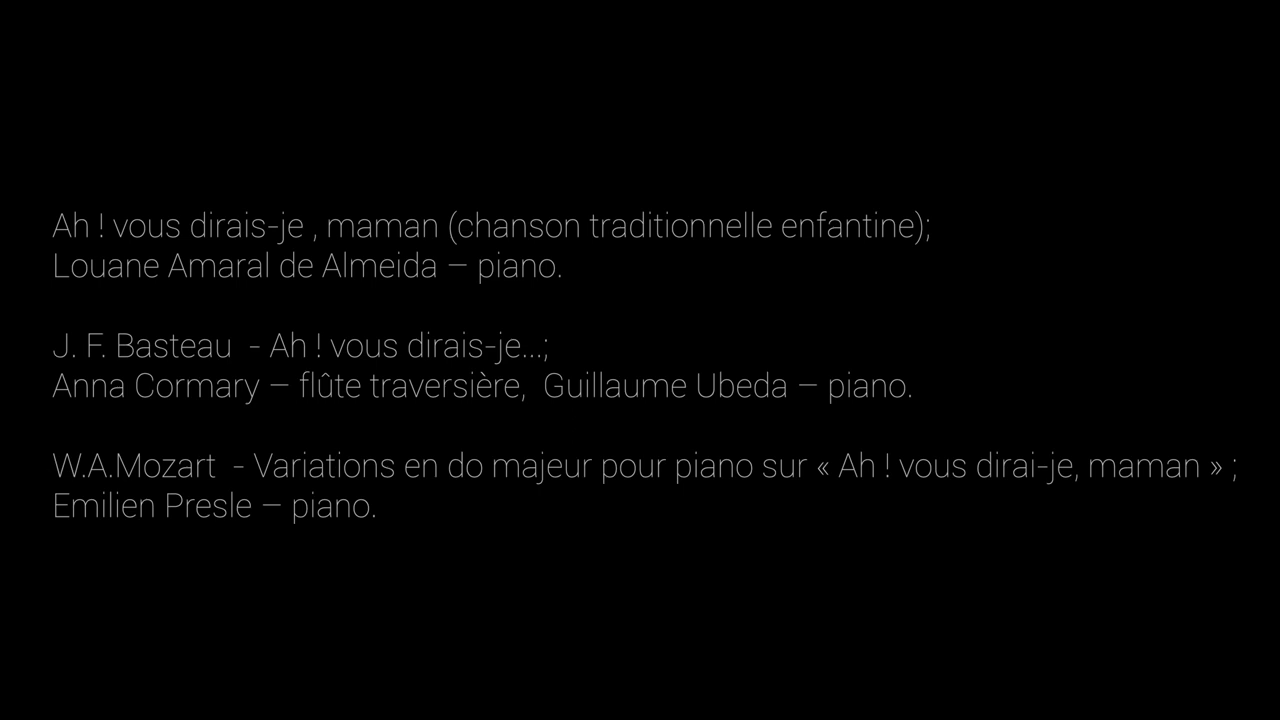 Ah ! vous dirais-je , maman (chanson traditionnelle enfantine);
Louane Amaral de Almeida – piano.
J. F. Basteau  - Ah ! vous dirais-je...;
Anna Cormary – flûte traversière,  Guillaume Ubeda – piano.
W.A.Mozart  - Variations en do majeur pour piano sur « Ah ! vous dirai-je, maman » ;
Emilien Presle – piano.